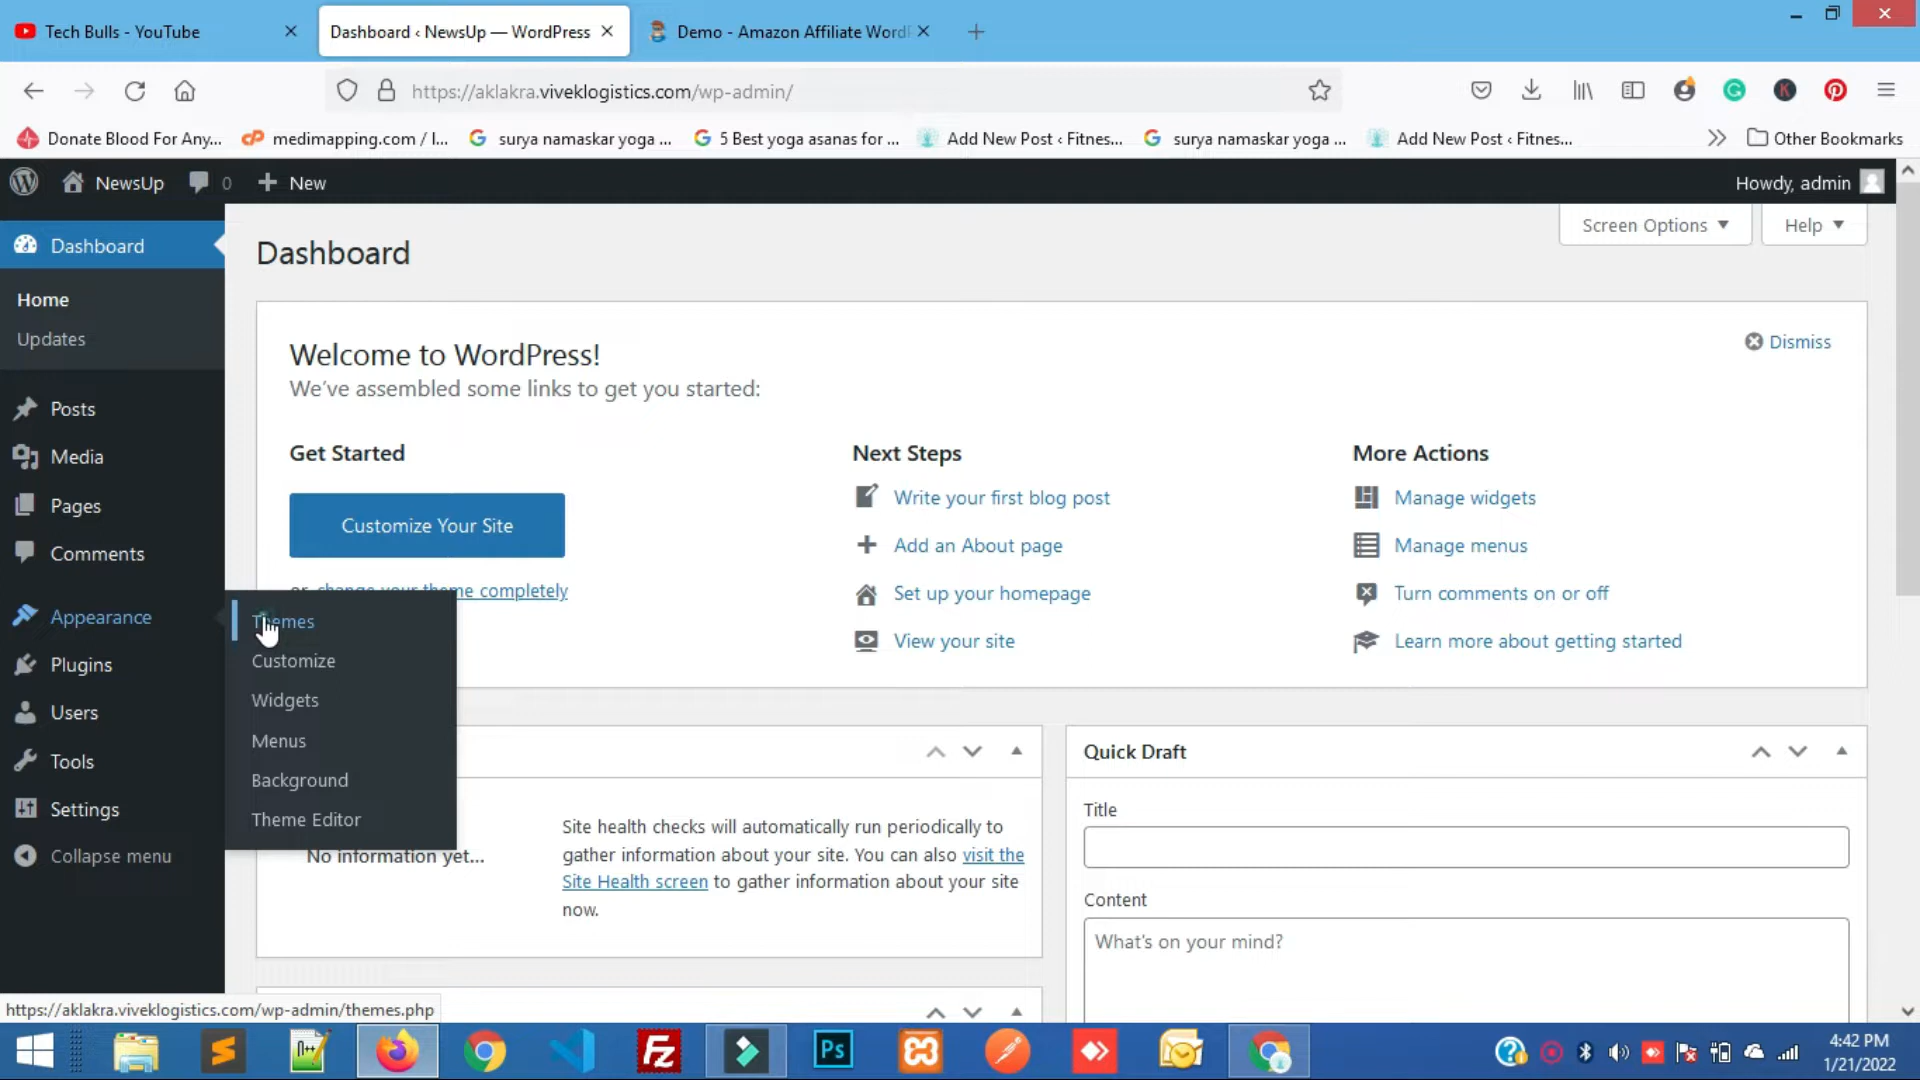 Tech Bulls - YouTube
Dashboard ‹ NewsUp — WordPress
Demo - Amazon Affiliate Word
https://aklakra.viveklogistics.com/wp-admin/
Donate Blood For Any...
medimapping.com / l...
surya namaskar yoga ...
5 Best yoga asanas for ...
Add New Post ‹ Fitnes...
surya namaskar yoga ...
Add New Post ‹ Fitnes...
Other Bookmarks
NewsUp
0
New
Howdy, admin
Dashboard
Home
Updates
Posts
Media
Pages
Comments
Appearance
Plugins
Users
Tools
Settings
Collapse menu
Themes
Customize
Widgets
Menus
Background
Theme Editor
Dashboard
Screen Options
Help
Welcome to WordPress!
We've assembled some links to get you started:
Dismiss
Get Started
Customize Your Site
or, change your theme completely
Next Steps
Write your first blog post
Add an About page
Set up your homepage
View your site
More Actions
Manage widgets
Manage menus
Turn comments on or off
Learn more about getting started
No information yet...
Site health checks will automatically run periodically to
gather information about your site. You can also visit the
Site Health screen to gather information about your site
now.
Quick Draft
Title
Content
What's on your mind?
https://aklakra.viveklogistics.com/wp-admin/themes.php
4:42 PM
1/21/2022